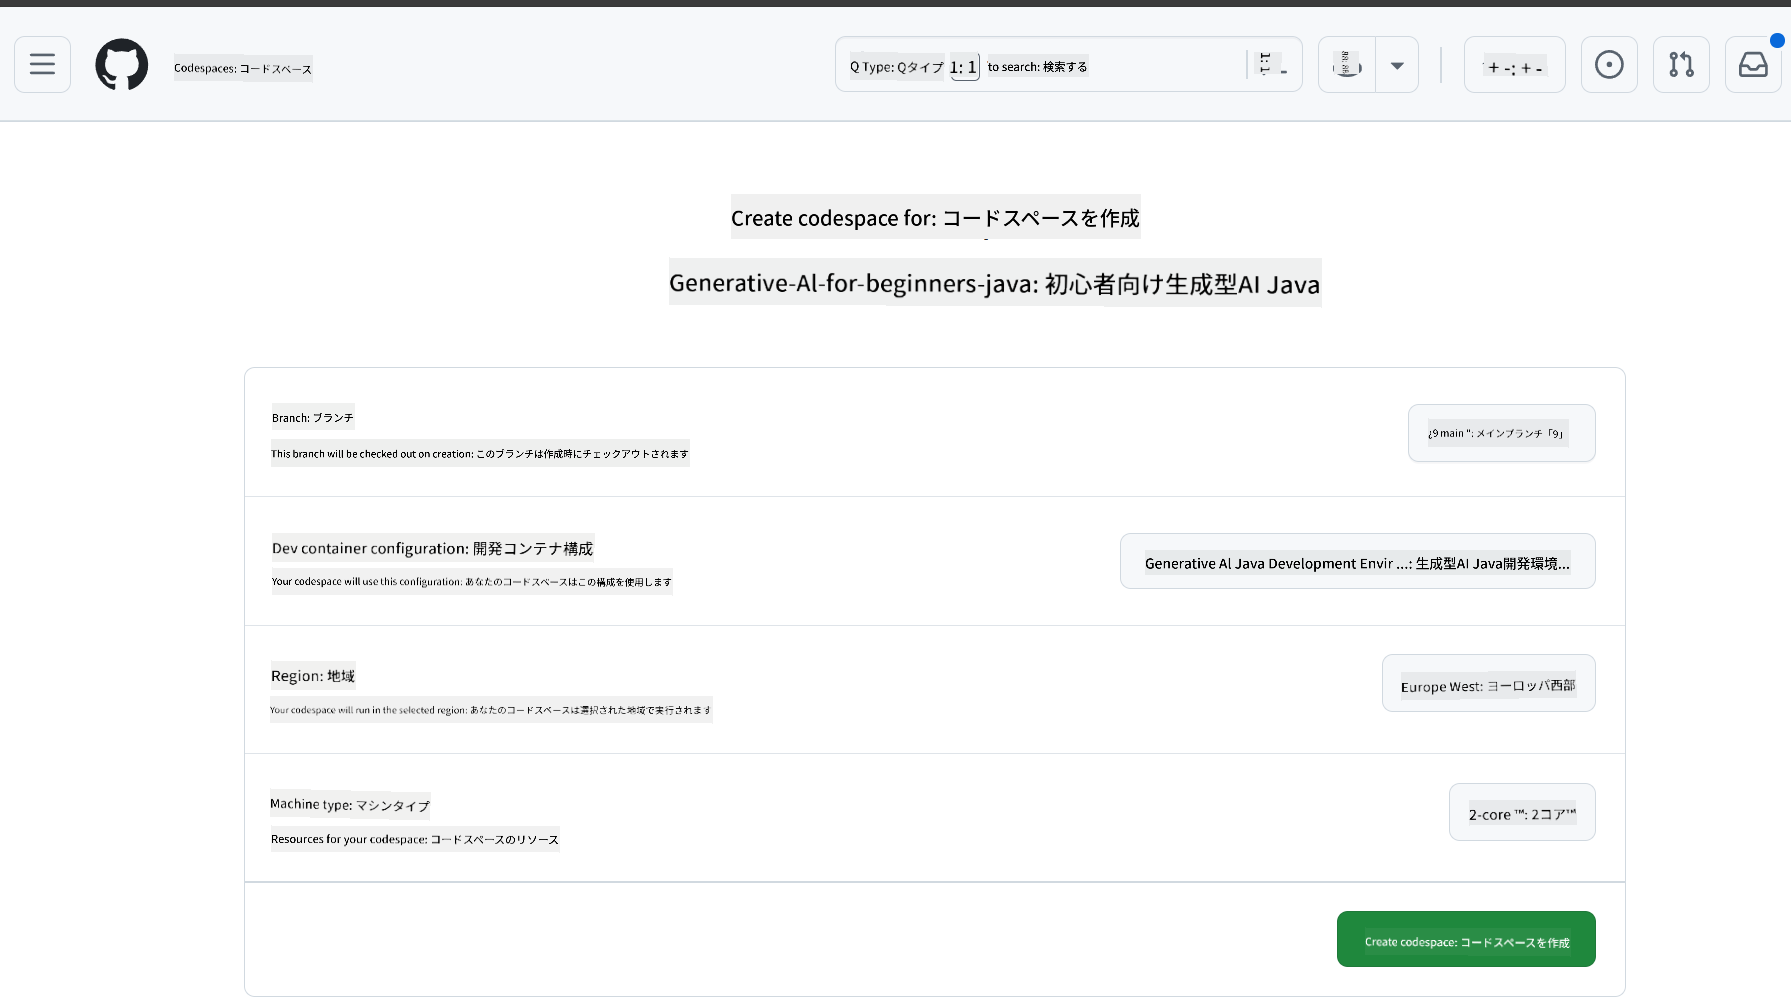 Codespaces: コードスペース
Q Type: Qタイプ 1: 1 to search: 検索する
1: 1
+ -: + -
Create codespace for: コードスペースを作成
Generative-Al-for-beginners-java: 初心者向け生成型AI Java
Branch: ブランチ
This branch will be checked out on creation: このブランチは作成時にチェックアウトされます
¿9 main “: メインブランチ「9」
Dev container configuration: 開発コンテナ構成
Your codespace will use this configuration: あなたのコードスペースはこの構成を使用します
Generative Al Java Development Envir ...: 生成型AI Java開発環境...
Region: 地域
Your codespace will run in the selected region: あなたのコードスペースは選択された地域で実行されます
Europe West: ヨーロッパ西部
Machine type: マシンタイプ
Resources for your codespace: コードスペースのリソース
2-core ™: 2コア™
Create codespace: コードスペースを作成